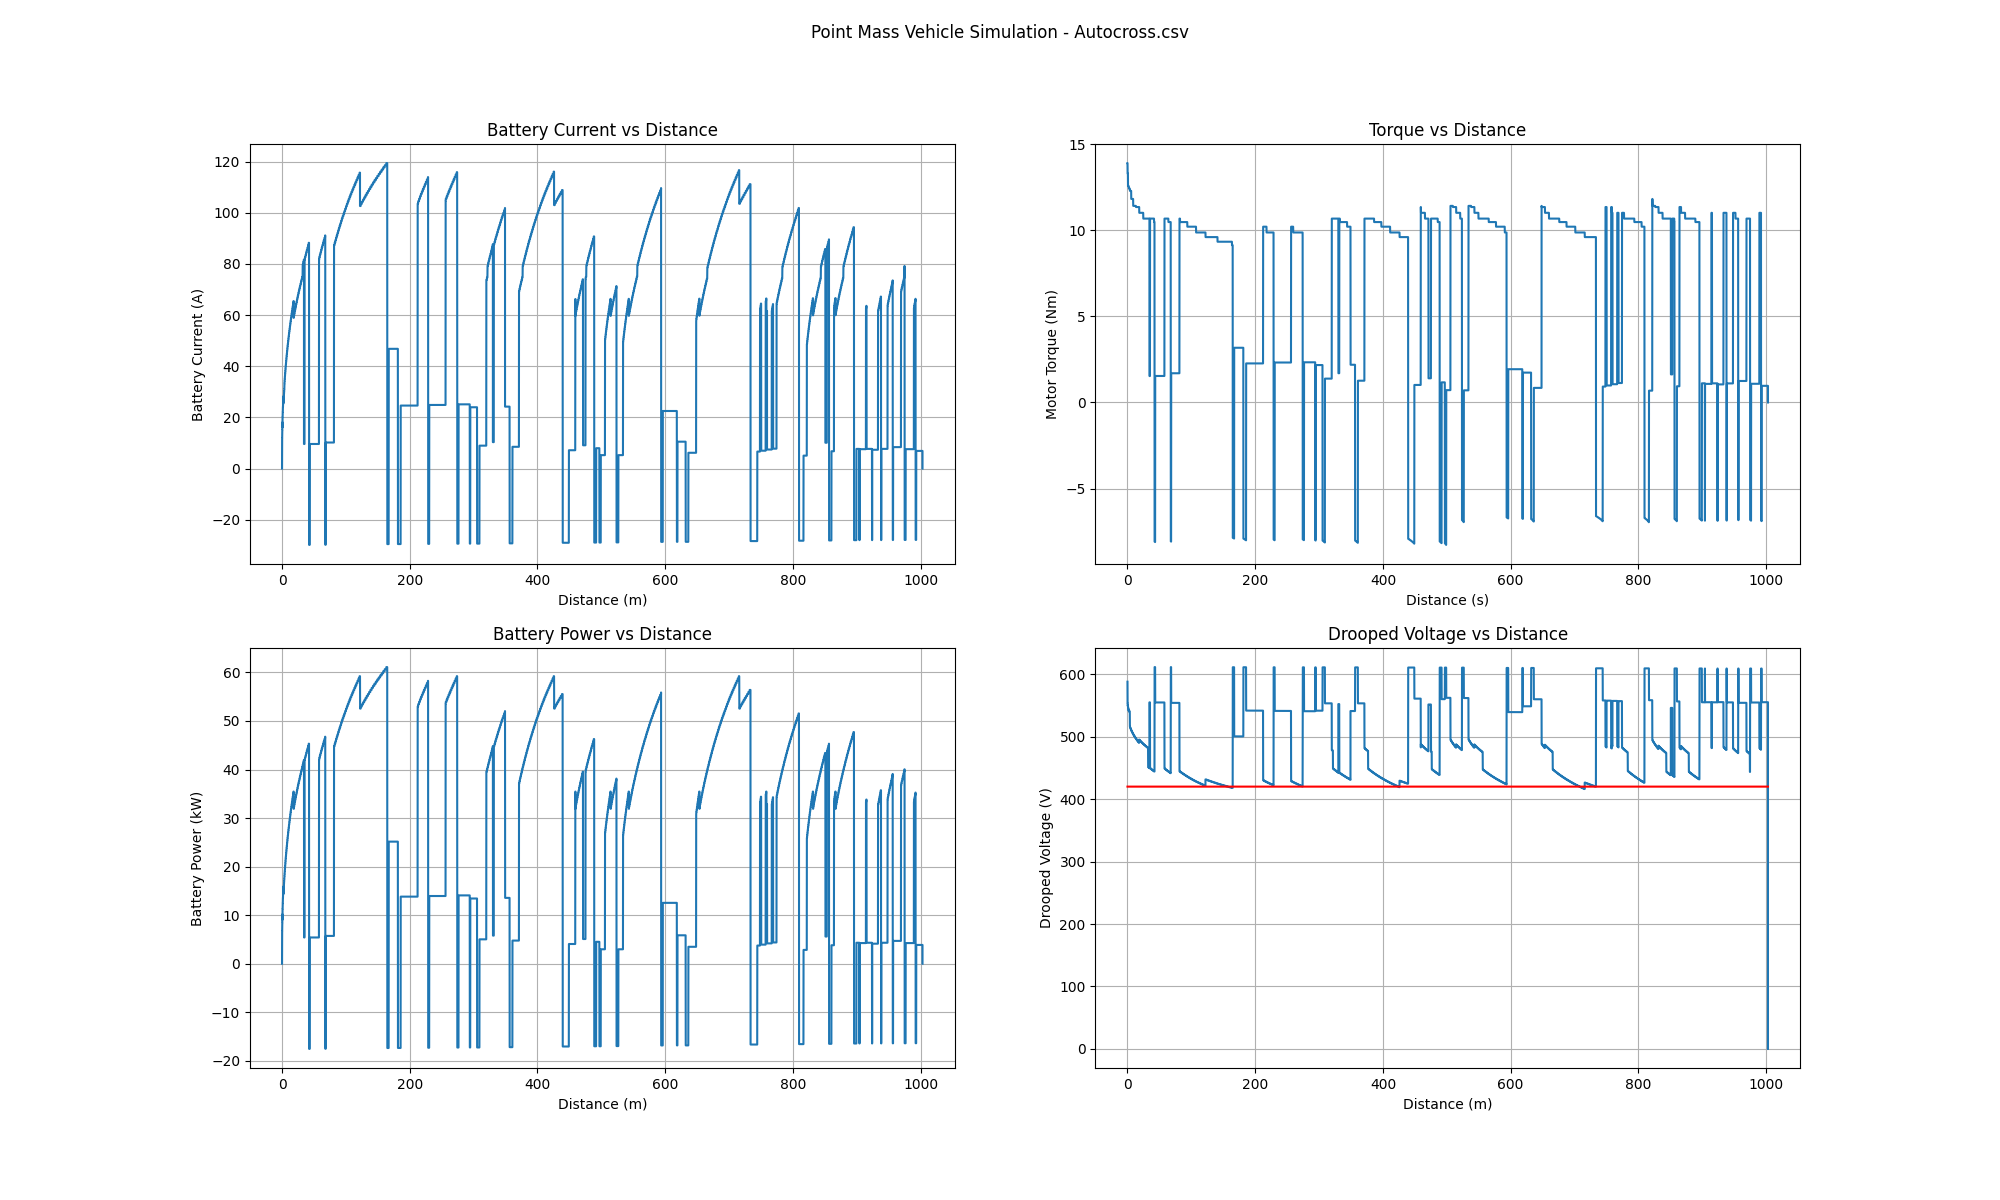 Point Mass Vehicle Simulation - Autocross.csv
Battery Current vs Distance
Battery Current (A)
120
100
80
60
40
20
0
−20
0 200 400 600 800 1000
Distance (m)
Torque vs Distance
Motor Torque (Nm)
15
10
5
0
−5
0 200 400 600 800 1000
Distance (s)
Battery Power vs Distance
Battery Power (kW)
60
50
40
30
20
10
0
−10
−20
0 200 400 600 800 1000
Distance (m)
Drooped Voltage vs Distance
Drooped Voltage (V)
600
500
400
300
200
100
0
0 200 400 600 800 1000
Distance (m)